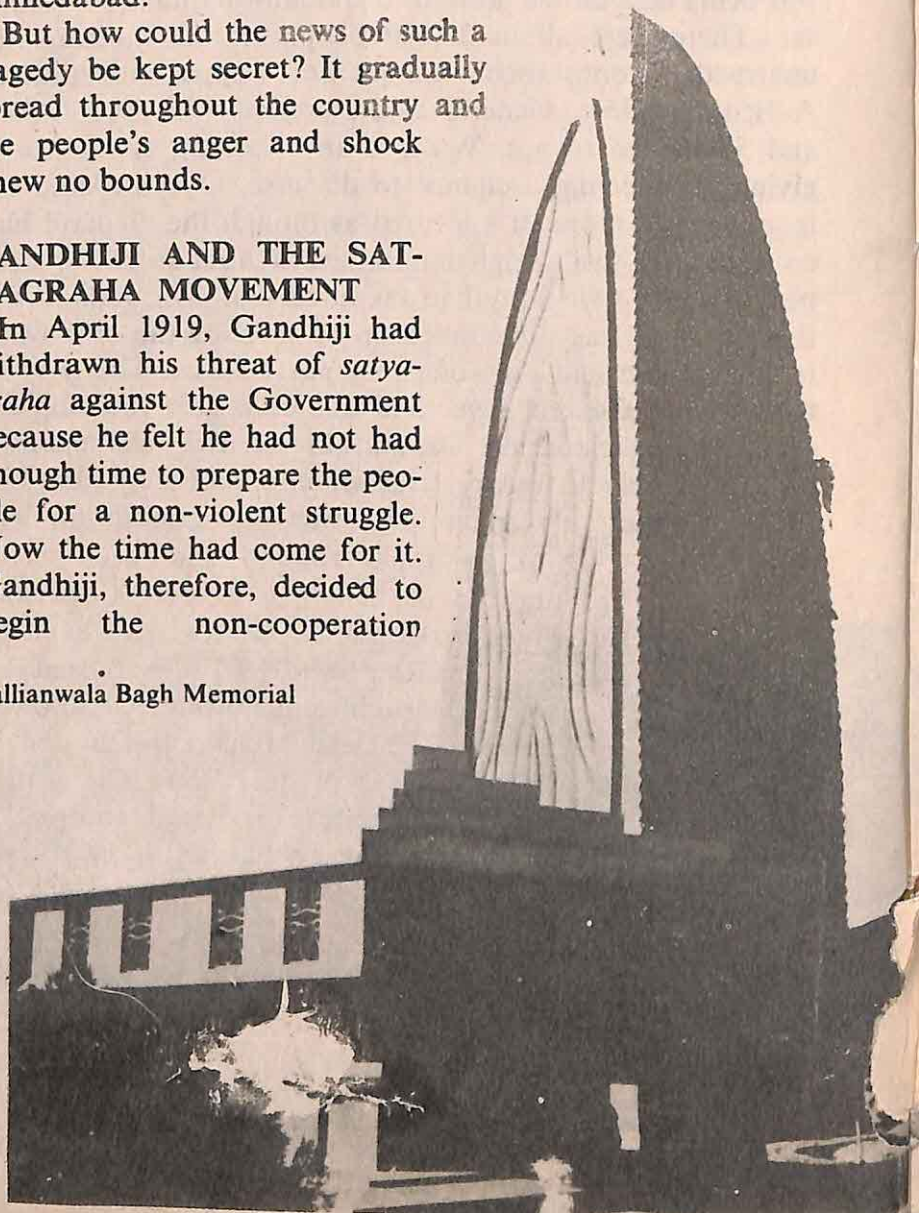 But how could the news of such a
agedy be kept secret? It gradually
read throughout the country and
e people's anger and shock
new no bounds.
ANDHIJI AND THE SAT-
AGRAHA MOVEMENT
In April 1919, Gandhiji had
ithdrawn his threat of satya-
raha against the Government
ecause he felt he had not had
nough time to prepare the peo-
le for a non-violent struggle.
ow the time had come for it.
andhiji, therefore, decided to
egin the non-cooperation
allianwala Bagh Memorial